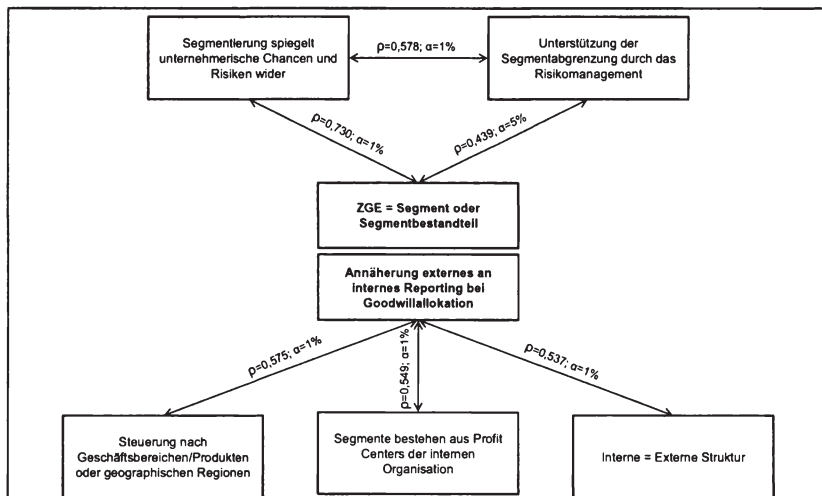 Segmentierung spiegelt
unternehmerische Chancen und
Risiken wider
ρ=0,578; α=1%
Unterstützung der
Segmentabgrenzung durch das
Risikomanagement
ρ=0,730; α=1%
ρ=0,439; α=5%
ZGE = Segment oder
Segmentbestandteil
Annäherung externes an
internes Reporting bei
Goodwillallokation
ρ=0,575; α=1%
ρ=0,549; α=1%
ρ=0,537; α=1%
Steuerung nach
Geschäftsbereichen/Produkten
oder geographischen Regionen
Segmente bestehen aus Profit
Centers der internen
Organisation
Interne = Externe Struktur